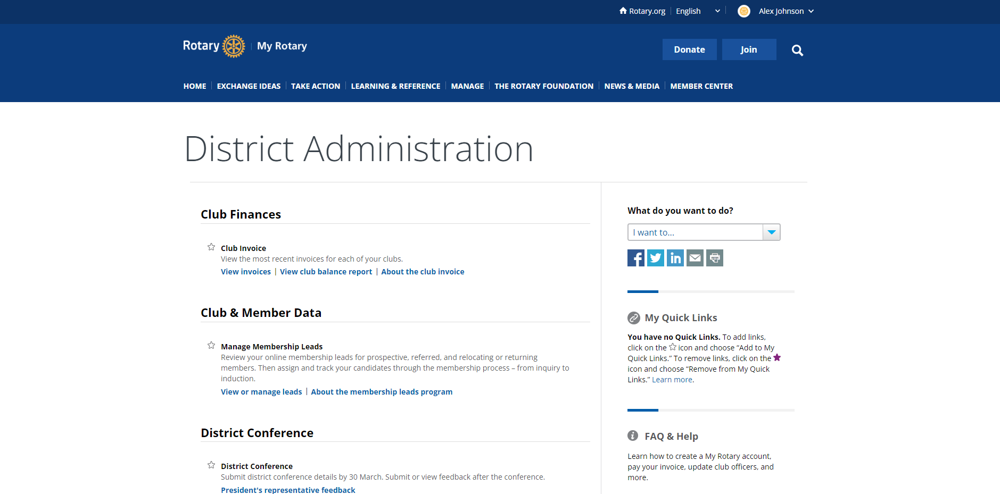 Rotary.org English Alex Johnson
Rotary My Rotary
Donate Join
HOME EXCHANGE IDEAS TAKE ACTION LEARNING & REFERENCE MANAGE THE ROTARY FOUNDATION NEWS & MEDIA MEMBER CENTER
District Administration
Club Finances
Club Invoice
View the most recent invoices for each of your clubs.
View invoices | View club balance report | About the club invoice
Club & Member Data
Manage Membership Leads
Review your online membership leads for prospective, referred, and relocating or returning
members. Then assign and track your candidates through the membership process – from inquiry to
induction.
View or manage leads | About the membership leads program
District Conference
District Conference
Submit district conference details by 30 March. Submit or view feedback after the conference.
President's representative feedback
What do you want to do?
I want to...
My Quick Links
You have no Quick Links. To add links,
click on the icon and choose “Add to My
Quick Links.” To remove links, click on the
icon and choose “Remove from My Quick
Links.” Learn more.
FAQ & Help
Learn how to create a My Rotary account,
pay your invoice, update club officers, and
more.